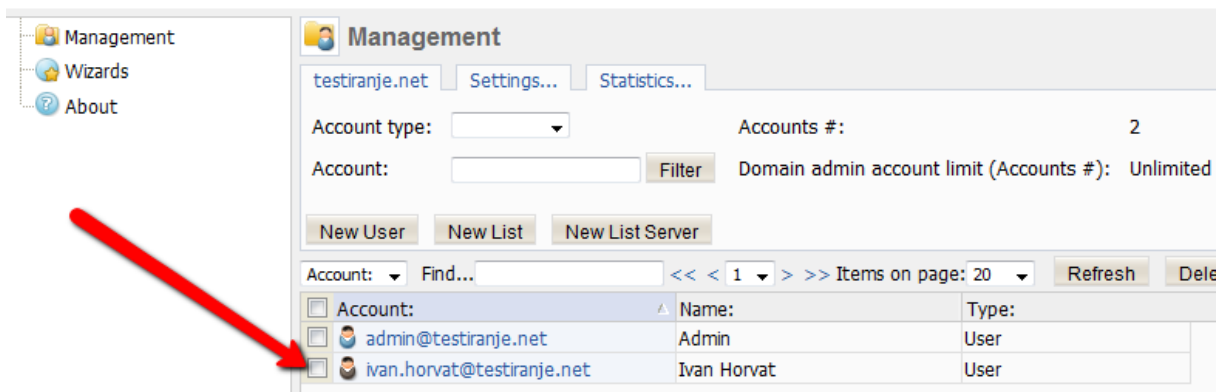 Management
Wizards
About
Management
testiranje.net Settings... Statistics...
Account type: Accounts #: 2
Account: Filter Domain admin account limit (Accounts #): Unlimited
New User New List New List Server
Account: Find... << < 1 > >> Items on page: 20 Refresh Dele
Account: Name: Type:
admin@testiranje.net Admin User
ivan.horvat@testiranje.net Ivan Horvat User